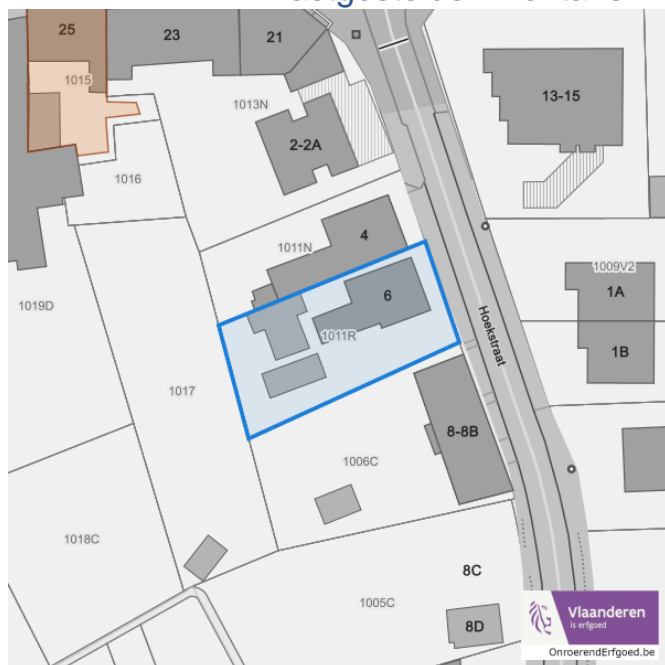 25
23
21
1015
1013N
13-15
2-2A
1016
4
1011N
1009V2
6
1A
1019D
Hoekstraat
1011R
1B
1017
8-8B
1006C
1018C
8C
1005C
8D
Vlaanderen
is erfgoed
OnroerendErfgoed.be